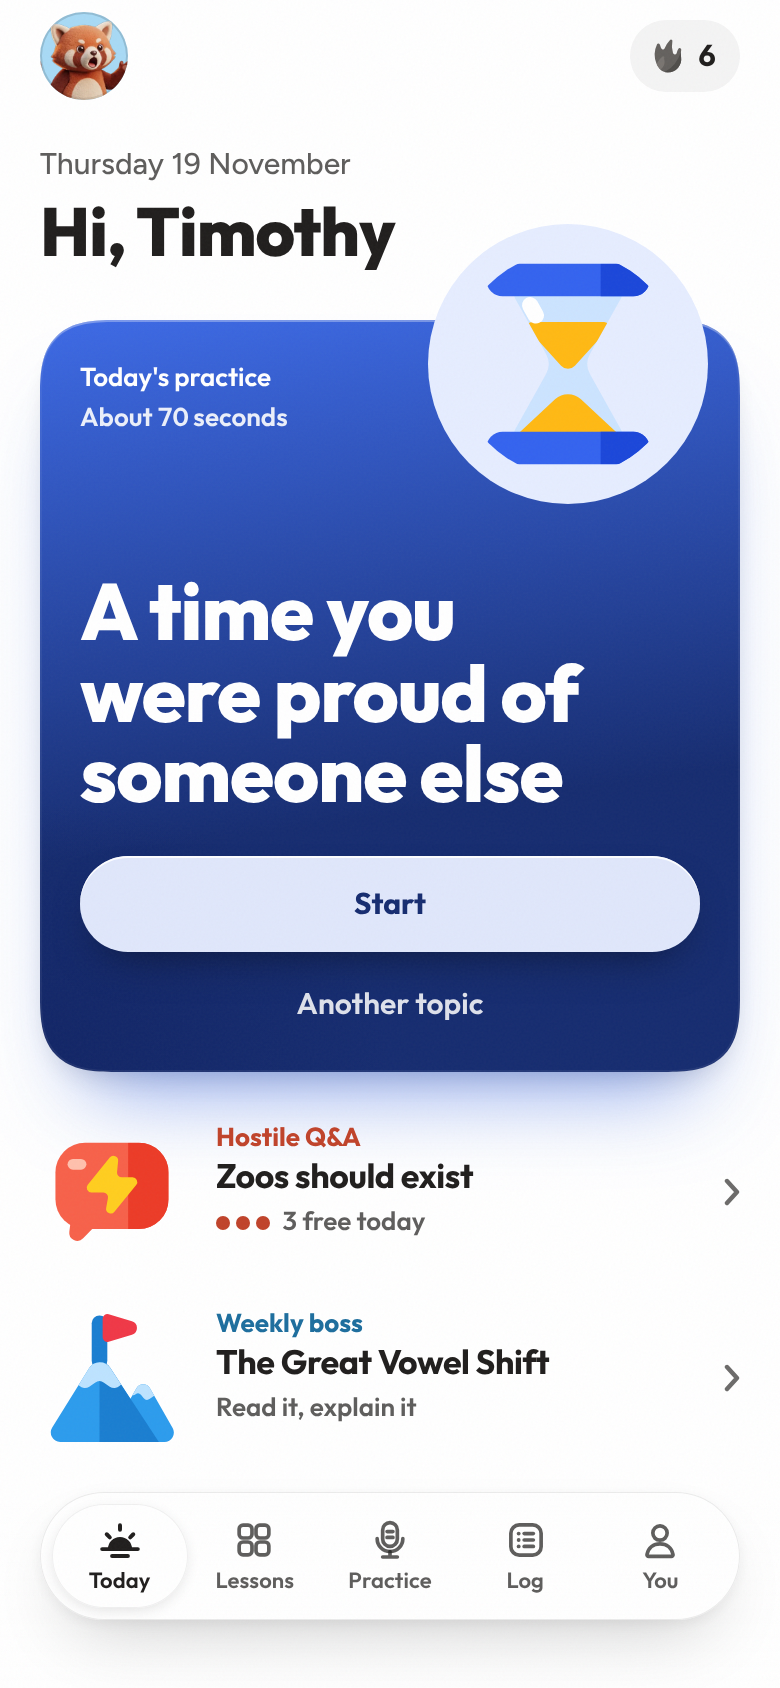 6
Thursday 19 November
Hi, Timothy
Today's practice
About 70 seconds
A time you
were proud of
someone else
Start
Another topic
Hostile Q&A
Zoos should exist
3 free today
Weekly boss
The Great Vowel Shift
Read it, explain it
Today
Lessons
Practice
Log
You